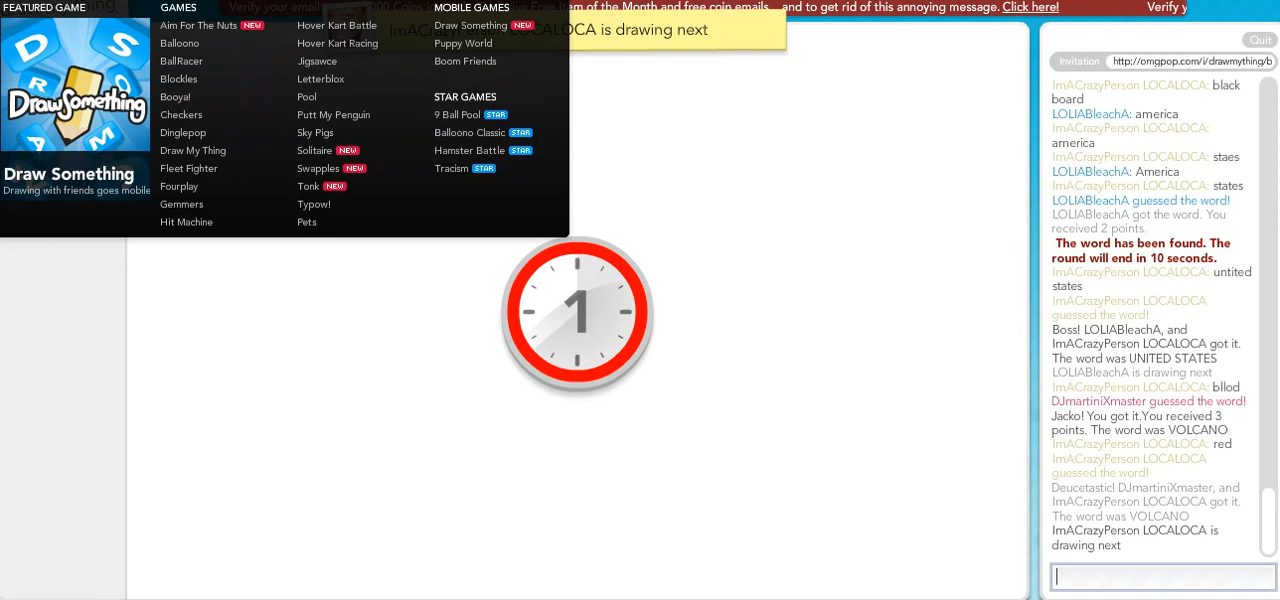 Verify your email 000 Coins ive Free Item of the Month and free coin emails... and to get rid of this annoying message. Click here! Verify y
ImACrazyPerson LOCALOCA is drawing next
FEATURED GAME
DrawSomething
Draw Something
Drawing with friends goes mobile
GAMES
Aim For The Nuts NEW
Balloono
BallRacer
Blockles
Booya!
Checkers
Dinglepop
Draw My Thing
Fleet Fighter
Fourplay
Gemmers
Hit Machine
Hover Kart Battle
Hover Kart Racing
Jigsawce
Letterblox
Pool
Putt My Penguin
Sky Pigs
Solitaire NEW
Swapples NEW
Tonk NEW
Typow!
Pets
MOBILE GAMES
Draw Something NEW
Puppy World
Boom Friends
STAR GAMES
9 Ball Pool STAR
Balloono Classic STAR
Hamster Battle STAR
Tracism STAR
1
Quit
Invitation http://omgpop.com/i/drawmything/b
ImACrazyPerson LOCALOCA: black
board
LOLIABleachA: america
ImACrazyPerson LOCALOCA:
america
ImACrazyPerson LOCALOCA: staes
LOLIABleachA: America
ImACrazyPerson LOCALOCA: states
LOLIABleachA guessed the word!
LOLIABleachA got the word. You
received 2 points.
The word has been found. The
round will end in 10 seconds.
ImACrazyPerson LOCALOCA: untited
states
ImACrazyPerson LOCALOCA
guessed the word!
Boss! LOLIABleachA, and
ImACrazyPerson LOCALOCA got it.
The word was UNITED STATES
LOLIABleachA is drawing next
ImACrazyPerson LOCALOCA: bllod
DJmartiniXmaster guessed the word!
Jacko! You got it.You received 3
points. The word was VOLCANO
ImACrazyPerson LOCALOCA: red
ImACrazyPerson LOCALOCA
guessed the word!
Deucetastic! DJmartiniXmaster, and
ImACrazyPerson LOCALOCA got it.
The word was VOLCANO
ImACrazyPerson LOCALOCA is
drawing next